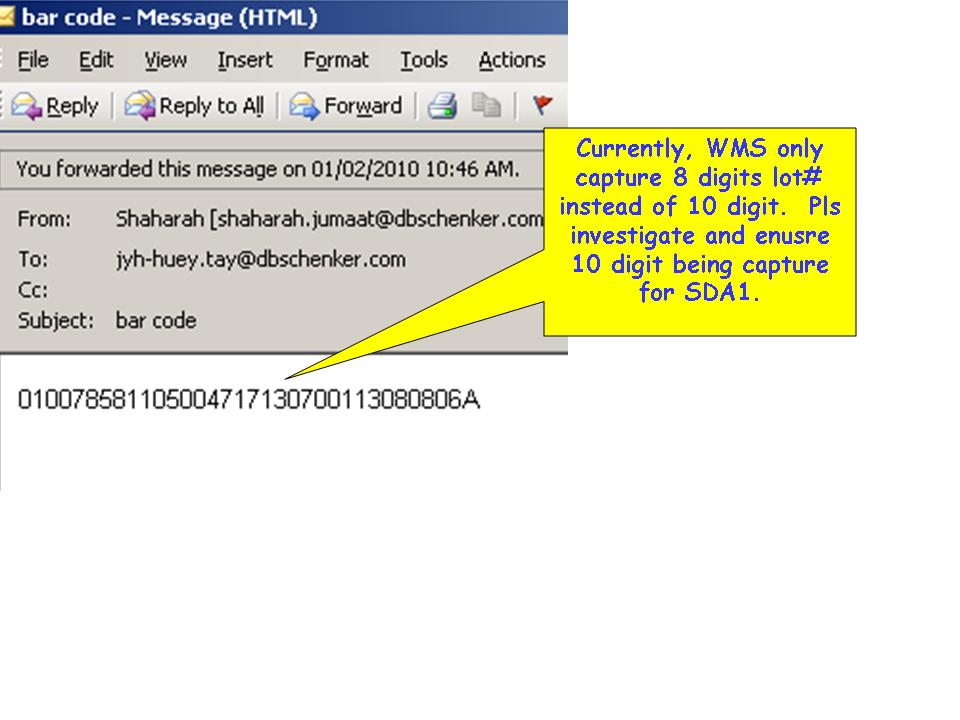 bar code - Message (HTML)
File Edit View Insert Format Tools Actions
Reply Reply to All Forward
You forwarded this message on 01/02/2010 10:46 AM.
From: Shaharah [shaharah.jumaat@dbschenker.com
To: jyh-huey.tay@dbschenker.com
Cc:
Subject: bar code
010078581105004717130700113080806A
Currently, WMS only
capture 8 digits lot#
instead of 10 digit. Pls
investigate and enusre
10 digit being capture
for SDA1.